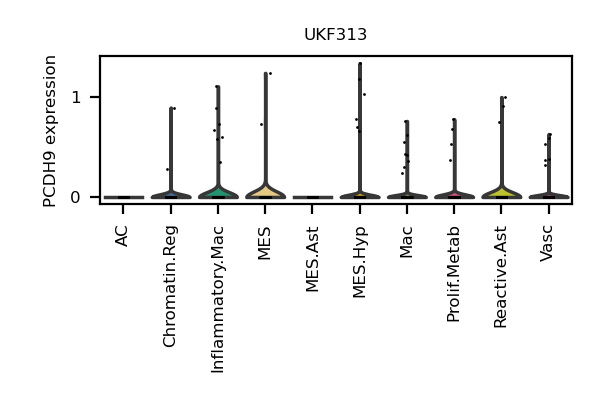 UKF313
PCDH9 expression
1
0
AC
Chromatin.Reg
Inflammatory.Mac
MES
MES.Ast
MES.Hyp
Mac
Prolif.Metab
Reactive.Ast
Vasc